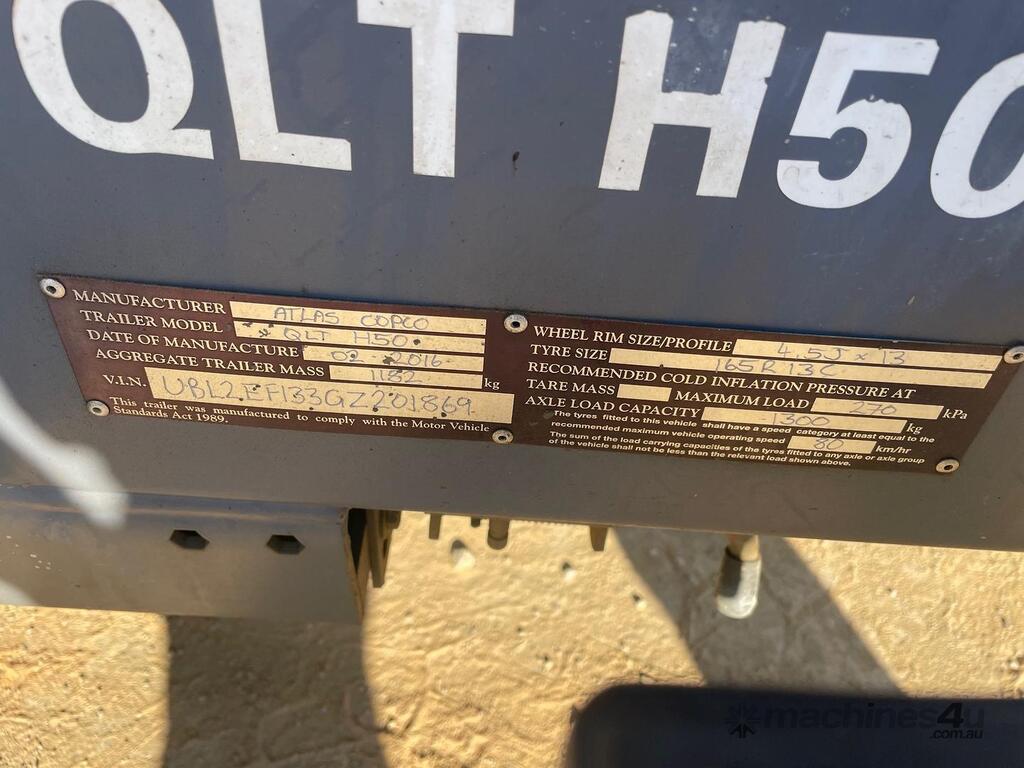 QLT H50
MANUFACTURER ATLAS COPCO
TRAILER MODEL QLT H50
DATE OF MANUFACTURE 02-2016
AGGREGATE TRAILER MASS 1182 kg
V.I.N. UBL2EF133GZ201869
This trailer was manufactured to comply with the Motor Vehicle
Standards Act 1989.
WHEEL RIM SIZE/PROFILE 4.5J x 13
TYRE SIZE 165R13C
RECOMMENDED COLD INFLATION PRESSURE AT
TARE MASS MAXIMUM LOAD 270 kPa
AXLE LOAD CAPACITY 1300 kg
The tyres fitted to this vehicle shall have a speed category at least equal to the
recommended maximum vehicle operating speed 80 km/hr
The sum of the load carrying capacities of the tyres fitted to any axle or axle group
of the vehicle shall not be less than the relevant load shown above.
machines4u
.com.au